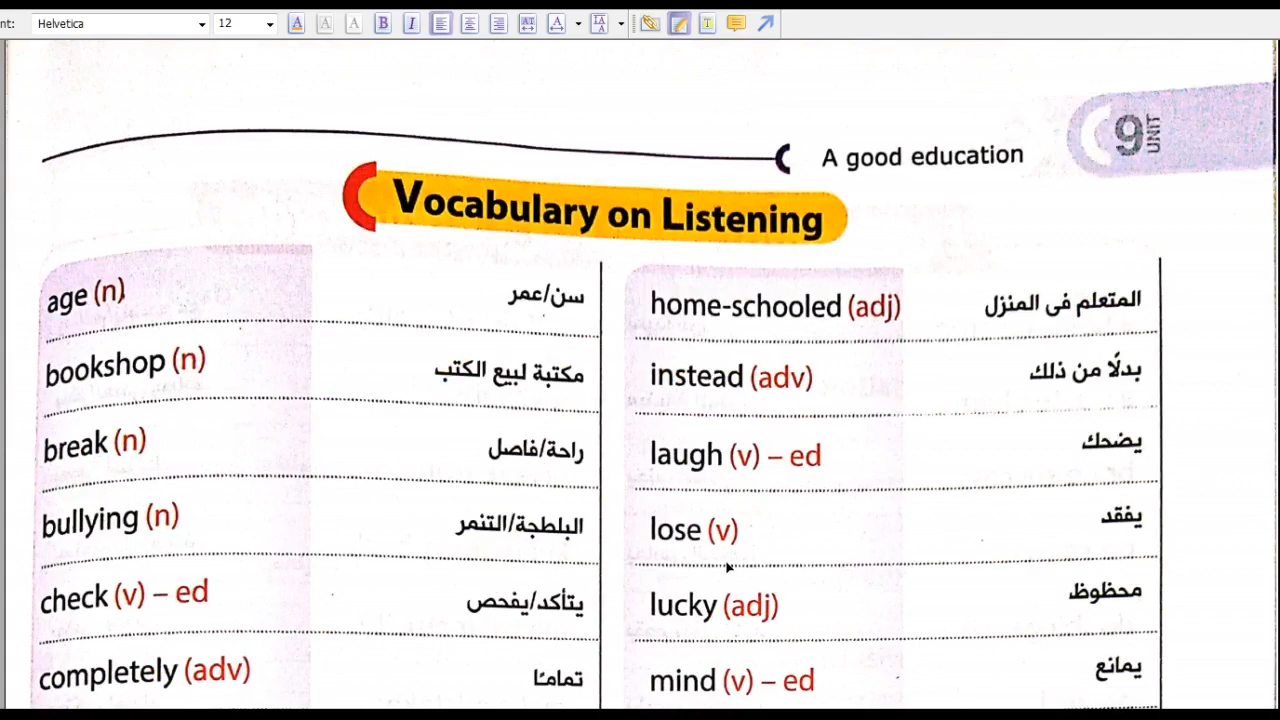 nt: Helvetica 12
9 UNIT
A good education
Vocabulary on Listening
age (n) سن/عمر
bookshop (n) مكتبة لبيع الكتب
break (n) راحة/فاصل
bullying (n) البلطجة/التنمر
check (v) – ed يتأكد/يفحص
completely (adv) تمامًا
home-schooled (adj) المتعلم فى المنزل
instead (adv) بدلًا من ذلك
laugh (v) – ed يضحك
lose (v) يفقد
lucky (adj) محظوظ
mind (v) – ed يمانع